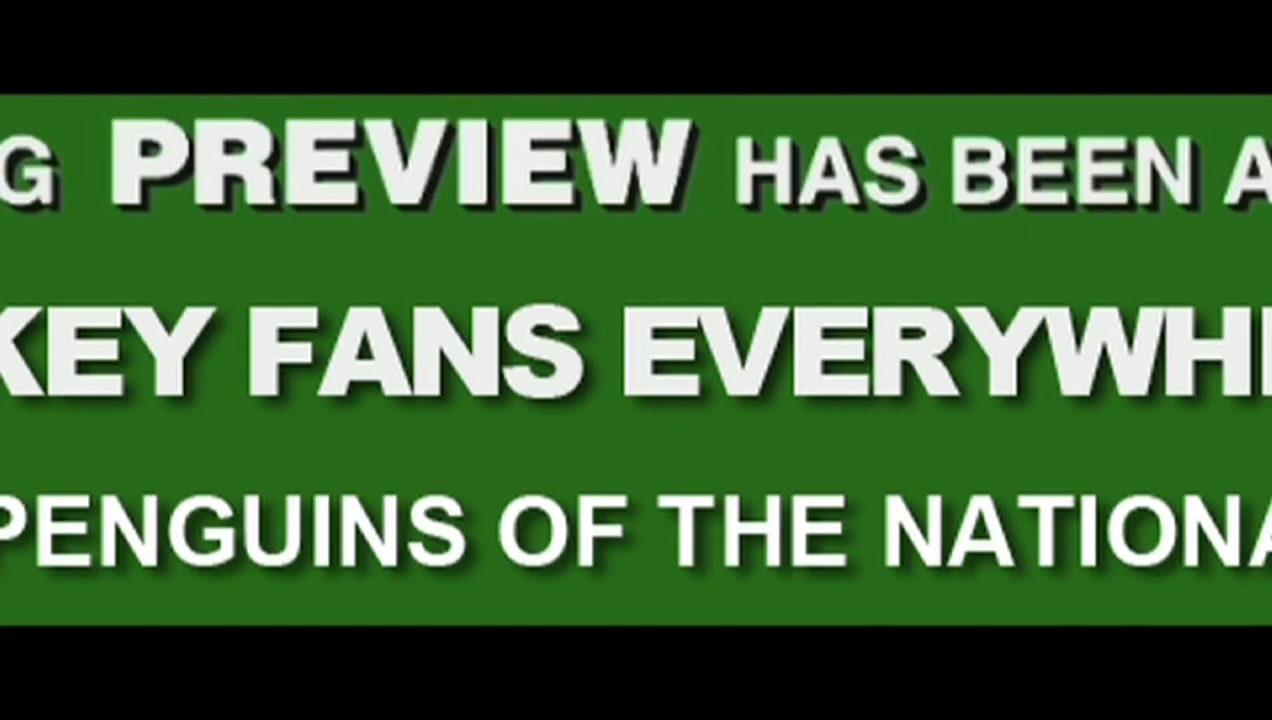 G PREVIEW HAS BEEN A
KEY FANS EVERYWH
PENGUINS OF THE NATIONA